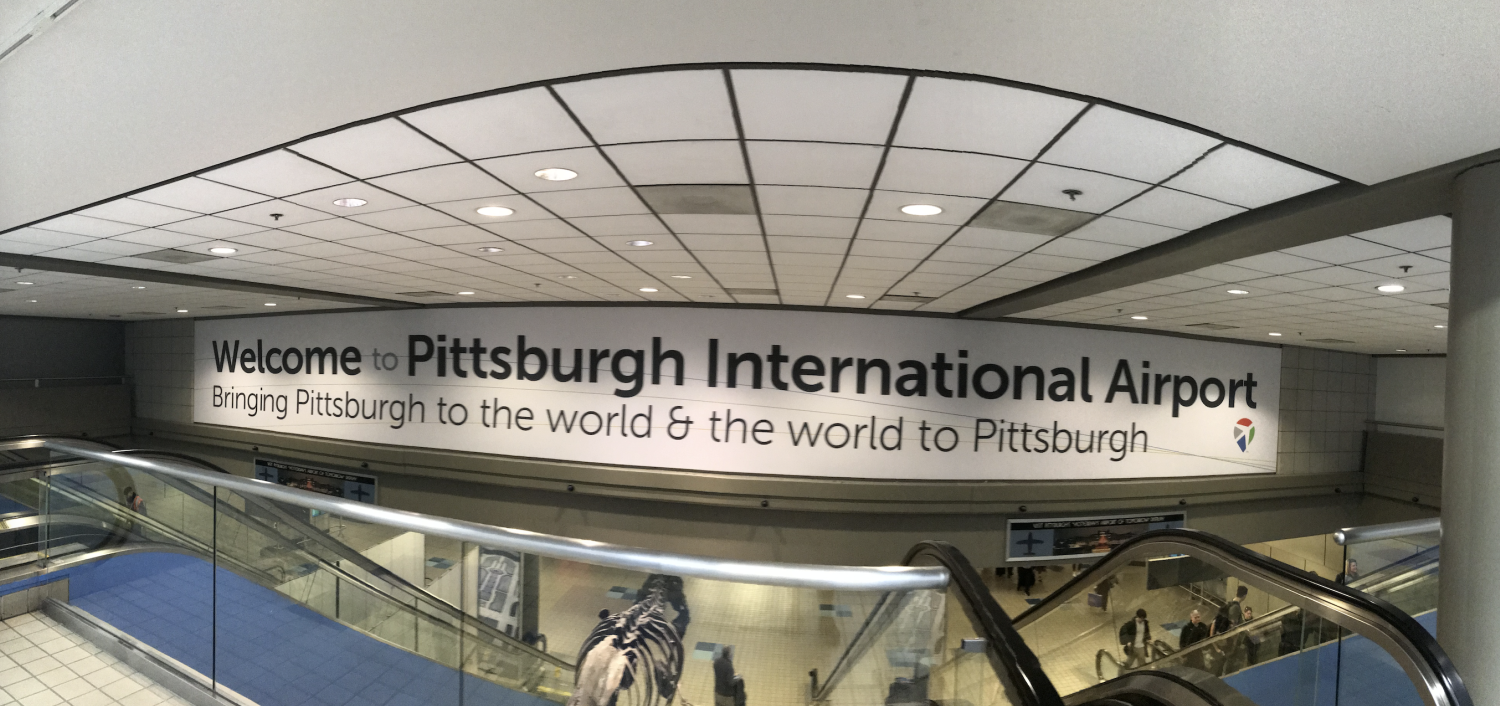 Welcome to Pittsburgh International Airport
Bringing Pittsburgh to the world & the world to Pittsburgh